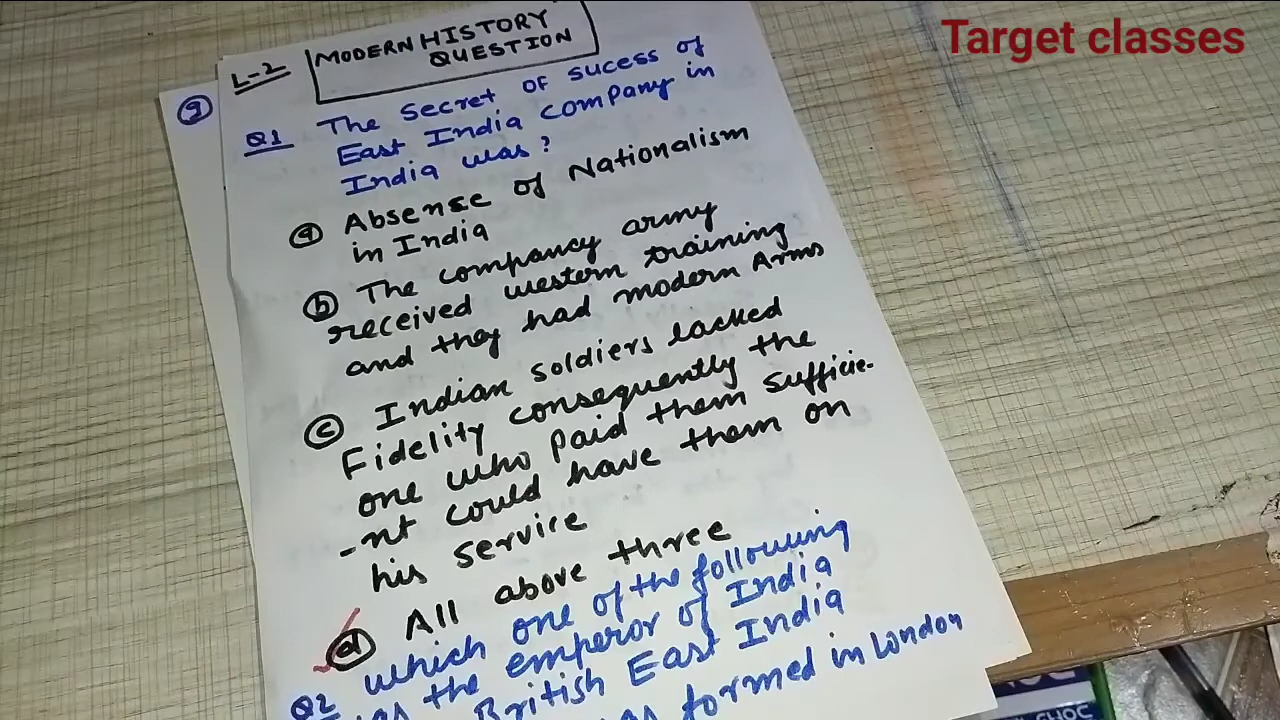 Target classes
L-2
MODERN HISTORY
QUESTION
9
Q1 The secret of sucess of
East India company in
India was?
a Absense of Nationalism
in India
b The company army
received western training
and they had modern Arms
c Indian soldiers lacked
Fidelity consequently the
one who paid them sufficie-
-nt could have them on
his service
d All above three
Q2 which one of the following
the emperor of India
British East India
formed in London